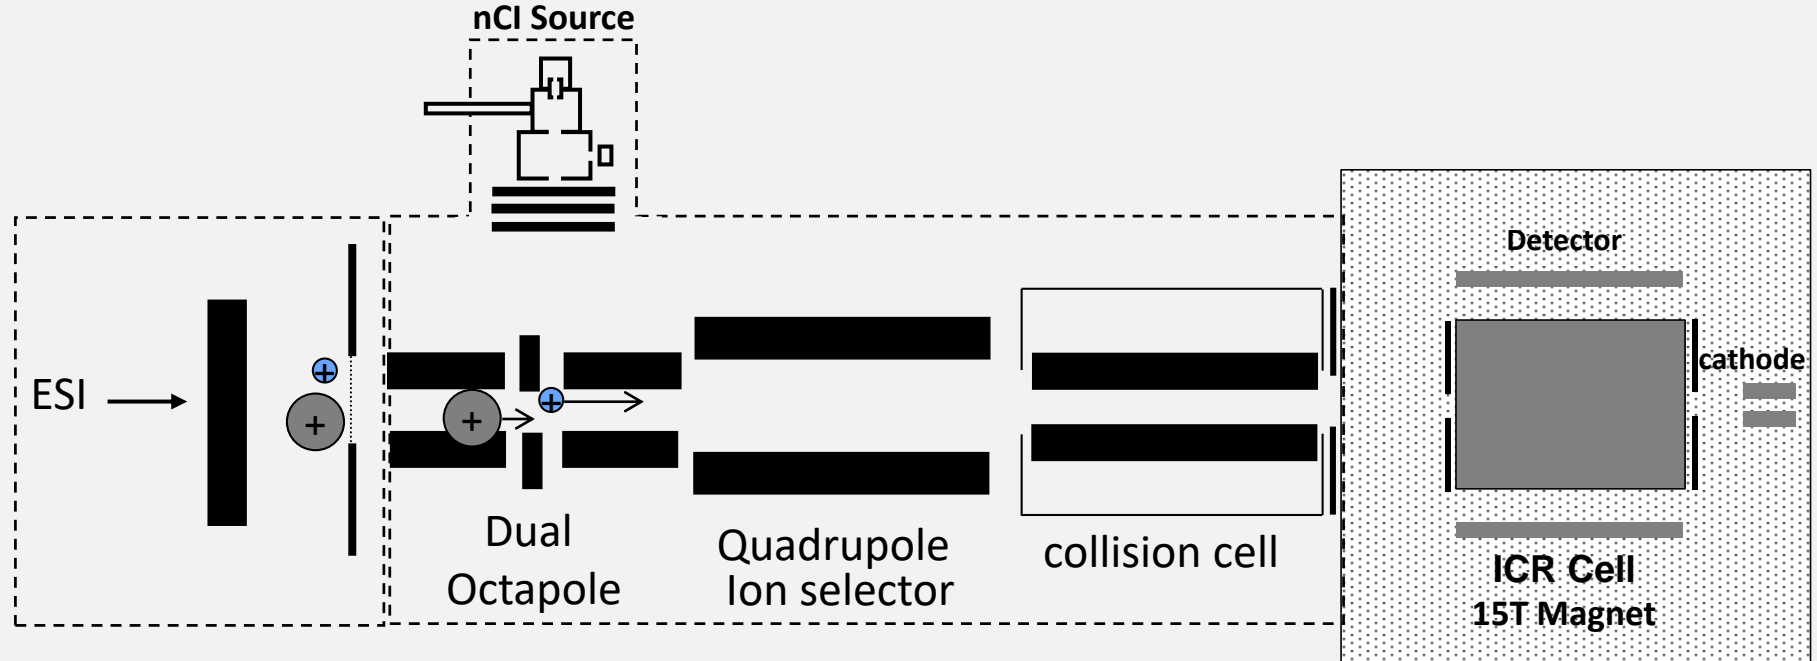 nCI Source
Detector
cathode
ESI
+
+
+
+
Dual
Octapole
Quadrupole
Ion selector
collision cell
ICR Cell
15T Magnet